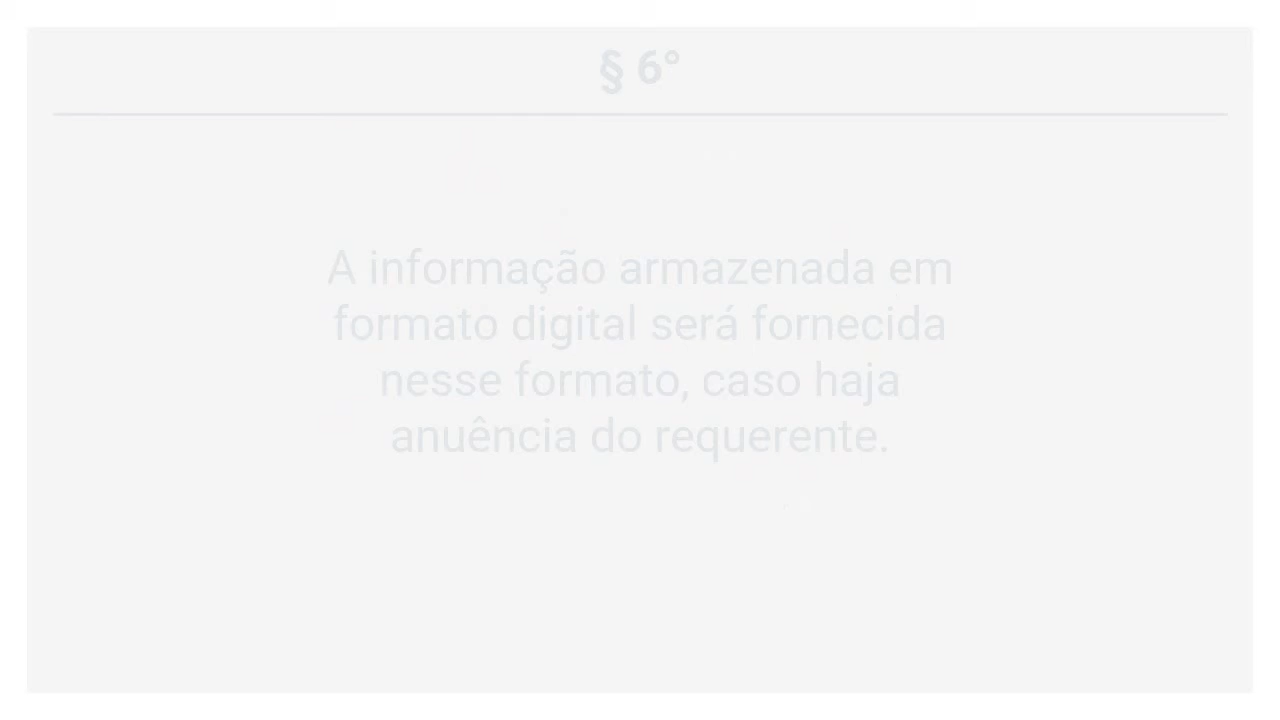 § 6°
A informação armazenada em
formato digital será fornecida
nesse formato, caso haja
anuência do requerente.